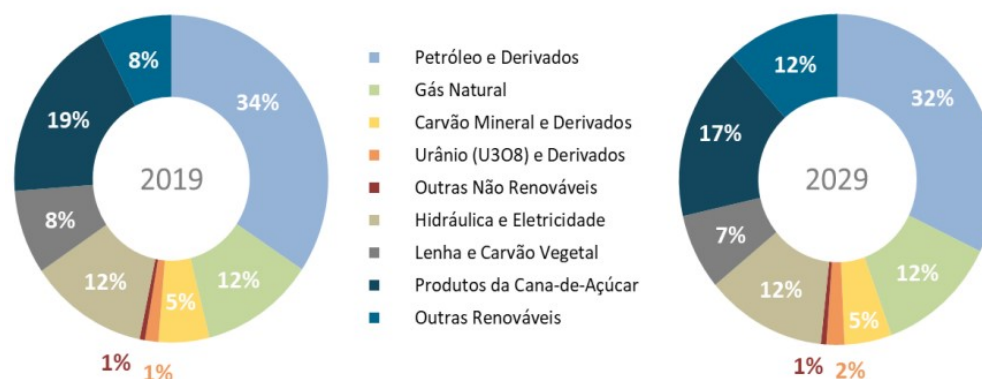 34%
12%
5%
1%
1%
12%
8%
19%
8%
2019
Petróleo e Derivados
Gás Natural
Carvão Mineral e Derivados
Urânio (U3O8) e Derivados
Outras Não Renováveis
Hidráulica e Eletricidade
Lenha e Carvão Vegetal
Produtos da Cana-de-Açúcar
Outras Renováveis
32%
12%
5%
2%
1%
12%
7%
17%
12%
2029